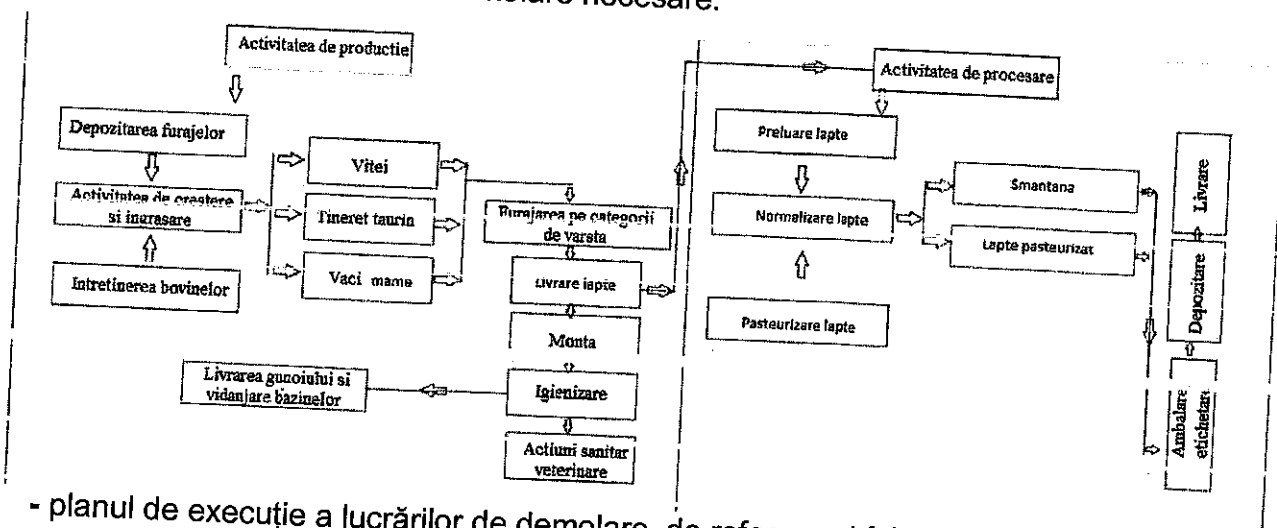 necesare.
Activitatea de productie
Depozitarea furajelor
Activitatea de crestere
si ingrasare
Intretinerea bovinelor
Vitei
Tineret taurin
Vaci mame
Furajarea pe categorii
de varsta
Livrare lapte
Monta
Igienizare
Livrarea gunoiului si
vidanjare bazinelor
Actiuni sanitar
veterinare
Activitatea de procesare
Preluare lapte
Normalizare lapte
Pasteurizare lapte
Smantana
Lapte pasteurizat
Livrare
Depozitare
Ambalare
etichetare
- planul de execuție a lucrărilor de demolare, de